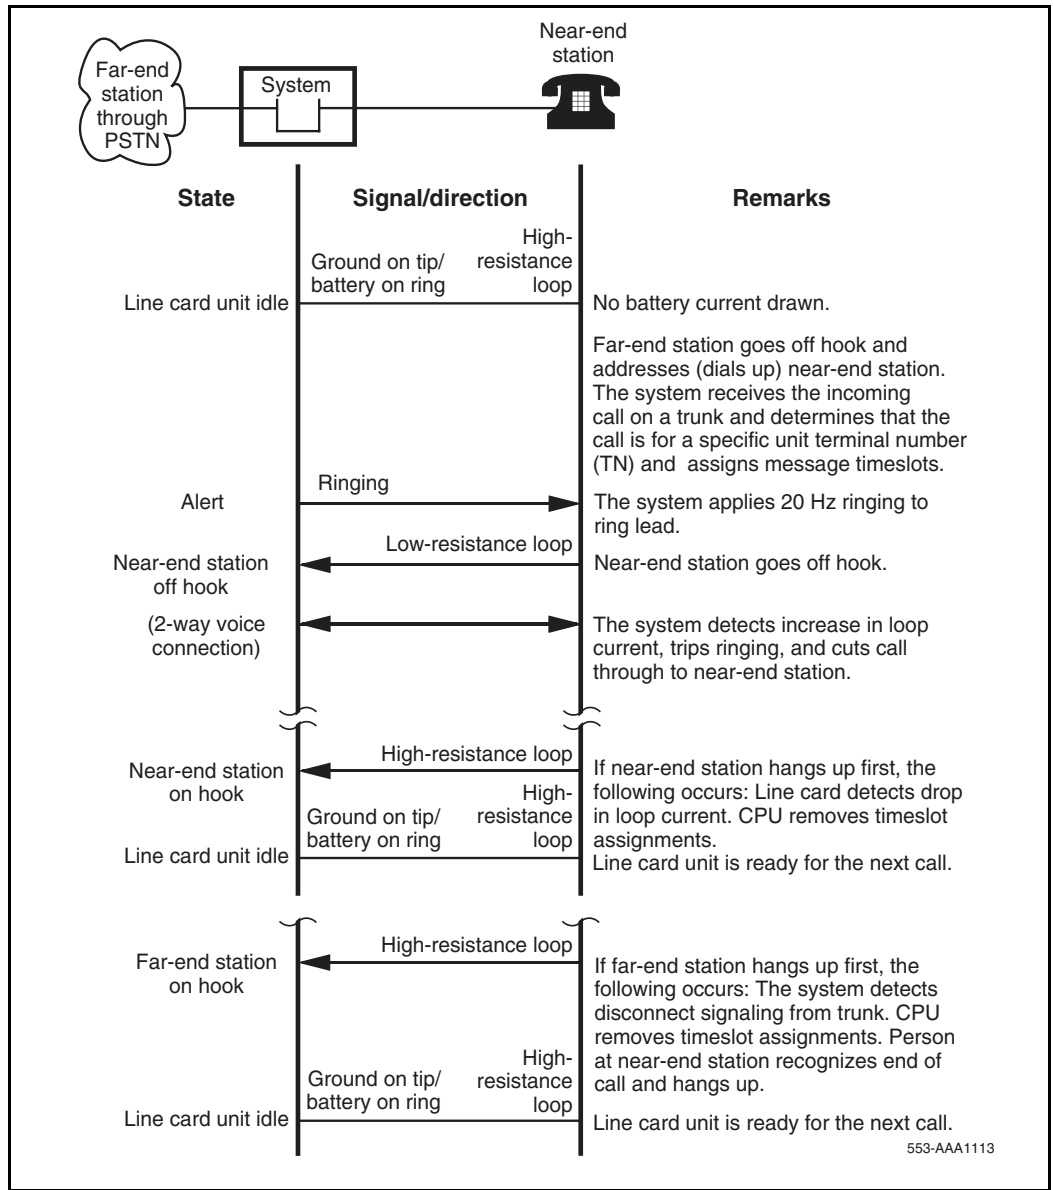 Near-end
station
Far-end
station
through
PSTN
System
State
Signal/direction
Remarks
High-
resistance
loop
Ground on tip/
battery on ring
Line card unit idle
No battery current drawn.
Far-end station goes off hook and
addresses (dials up) near-end station.
The system receives the incoming
call on a trunk and determines that the
call is for a specific unit terminal number
(TN) and assigns message timeslots.
Alert
Ringing
The system applies 20 Hz ringing to
ring lead.
Near-end station
off hook
Low-resistance loop
Near-end station goes off hook.
(2-way voice
connection)
The system detects increase in loop
current, trips ringing, and cuts call
through to near-end station.
Near-end station
on hook
High-resistance loop
If near-end station hangs up first, the
following occurs: Line card detects drop
in loop current. CPU removes timeslot
assignments.
Ground on tip/
battery on ring
High-
resistance
loop
Line card unit idle
Line card unit is ready for the next call.
Far-end station
on hook
High-resistance loop
If far-end station hangs up first, the
following occurs: The system detects
disconnect signaling from trunk. CPU
removes timeslot assignments. Person
at near-end station recognizes end of
call and hangs up.
Ground on tip/
battery on ring
High-
resistance
loop
Line card unit idle
Line card unit is ready for the next call.
553-AAA1113